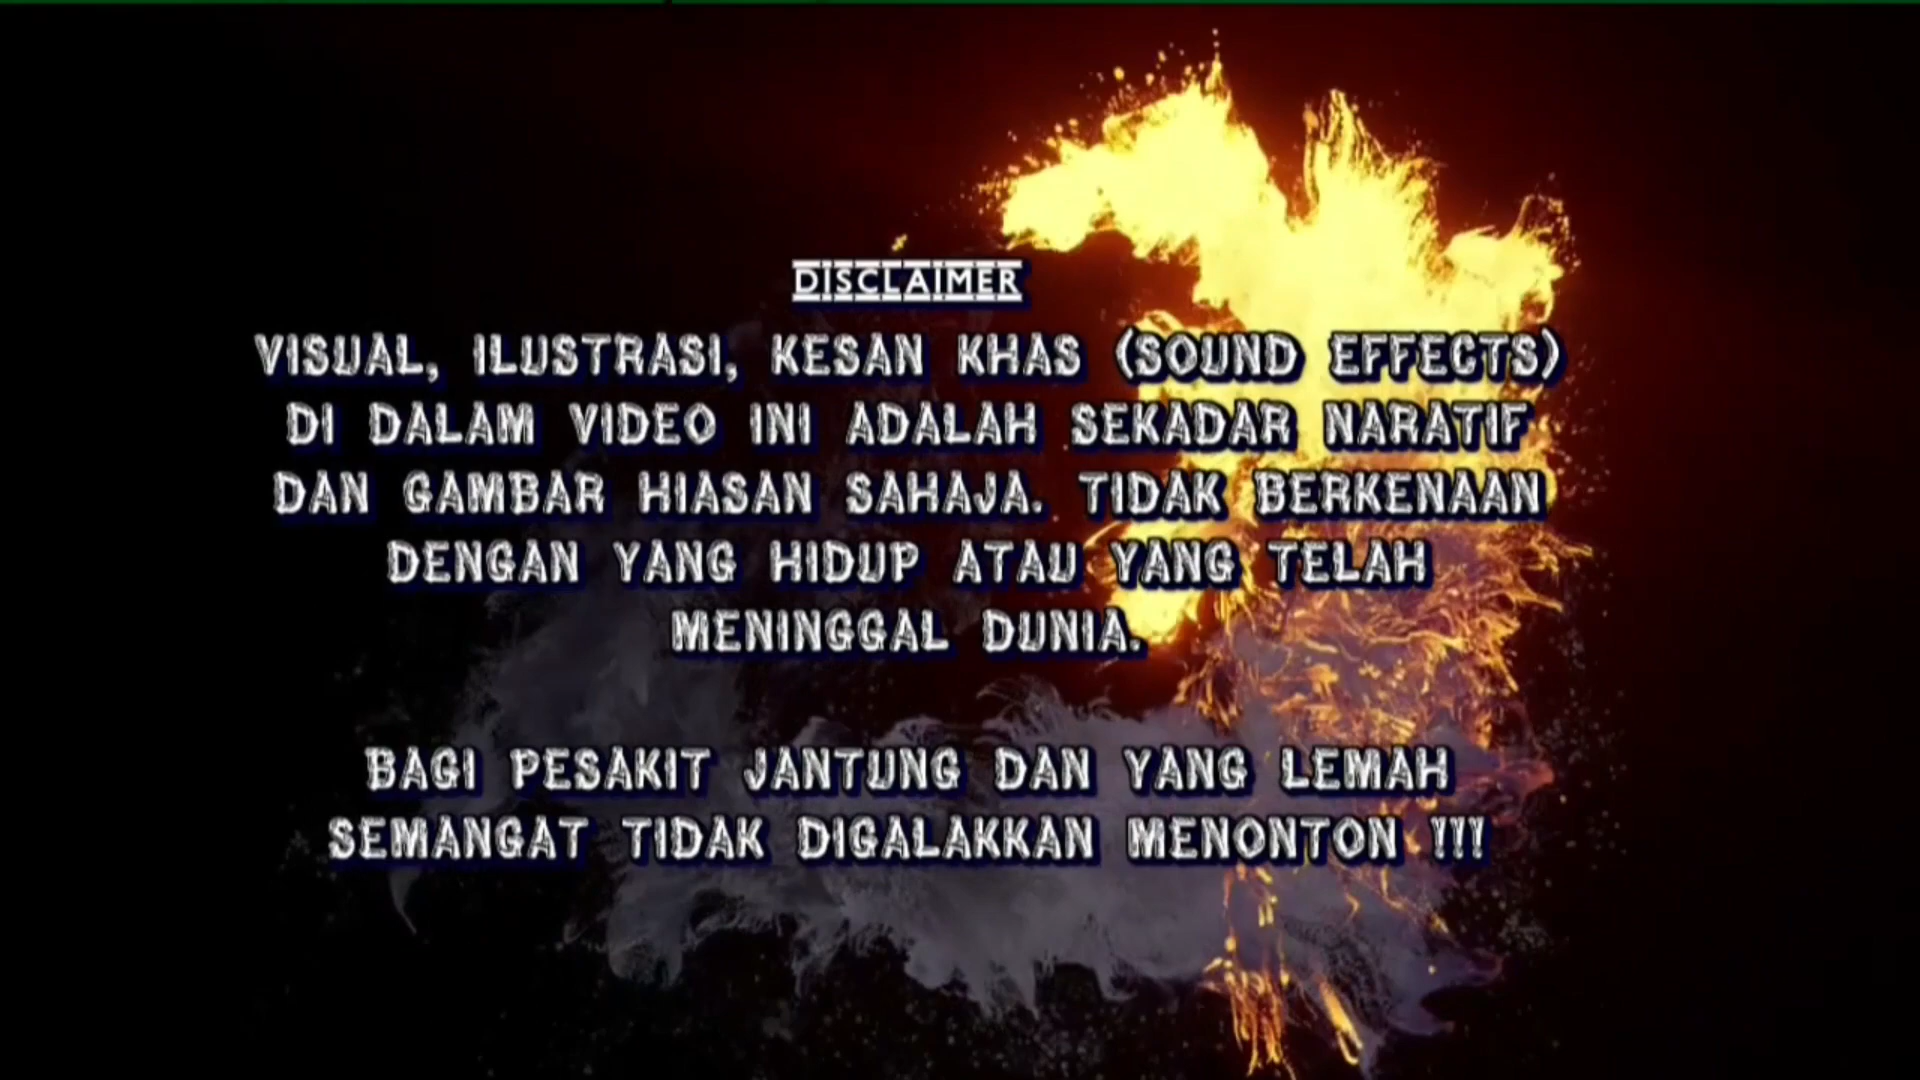 DISCLAIMER
VISUAL, ILUSTRASI, KESAN KHAS (SOUND EFFECTS)
DI DALAM VIDEO INI ADALAH SEKADAR NARATIF
DAN GAMBAR HIASAN SAHAJA. TIDAK BERKENAAN
DENGAN YANG HIDUP ATAU YANG TELAH
MENINGGAL DUNIA.
BAGI PESAKIT JANTUNG DAN YANG LEMAH
SEMANGAT TIDAK DIGALAKKAN MENONTON !!!